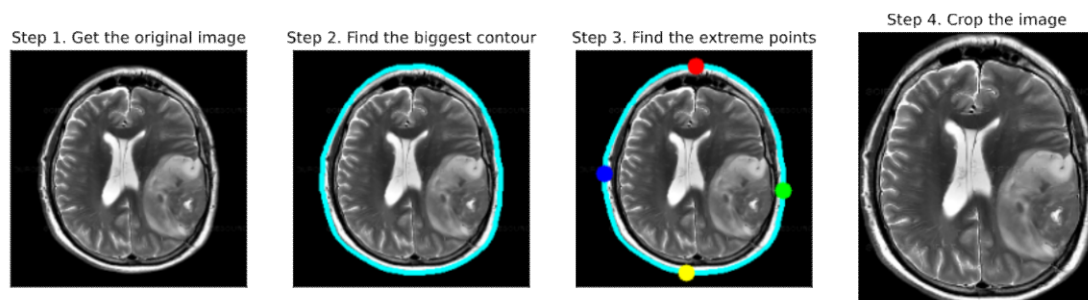 Step 1. Get the original image
Step 2. Find the biggest contour
Step 3. Find the extreme points
Step 4. Crop the image